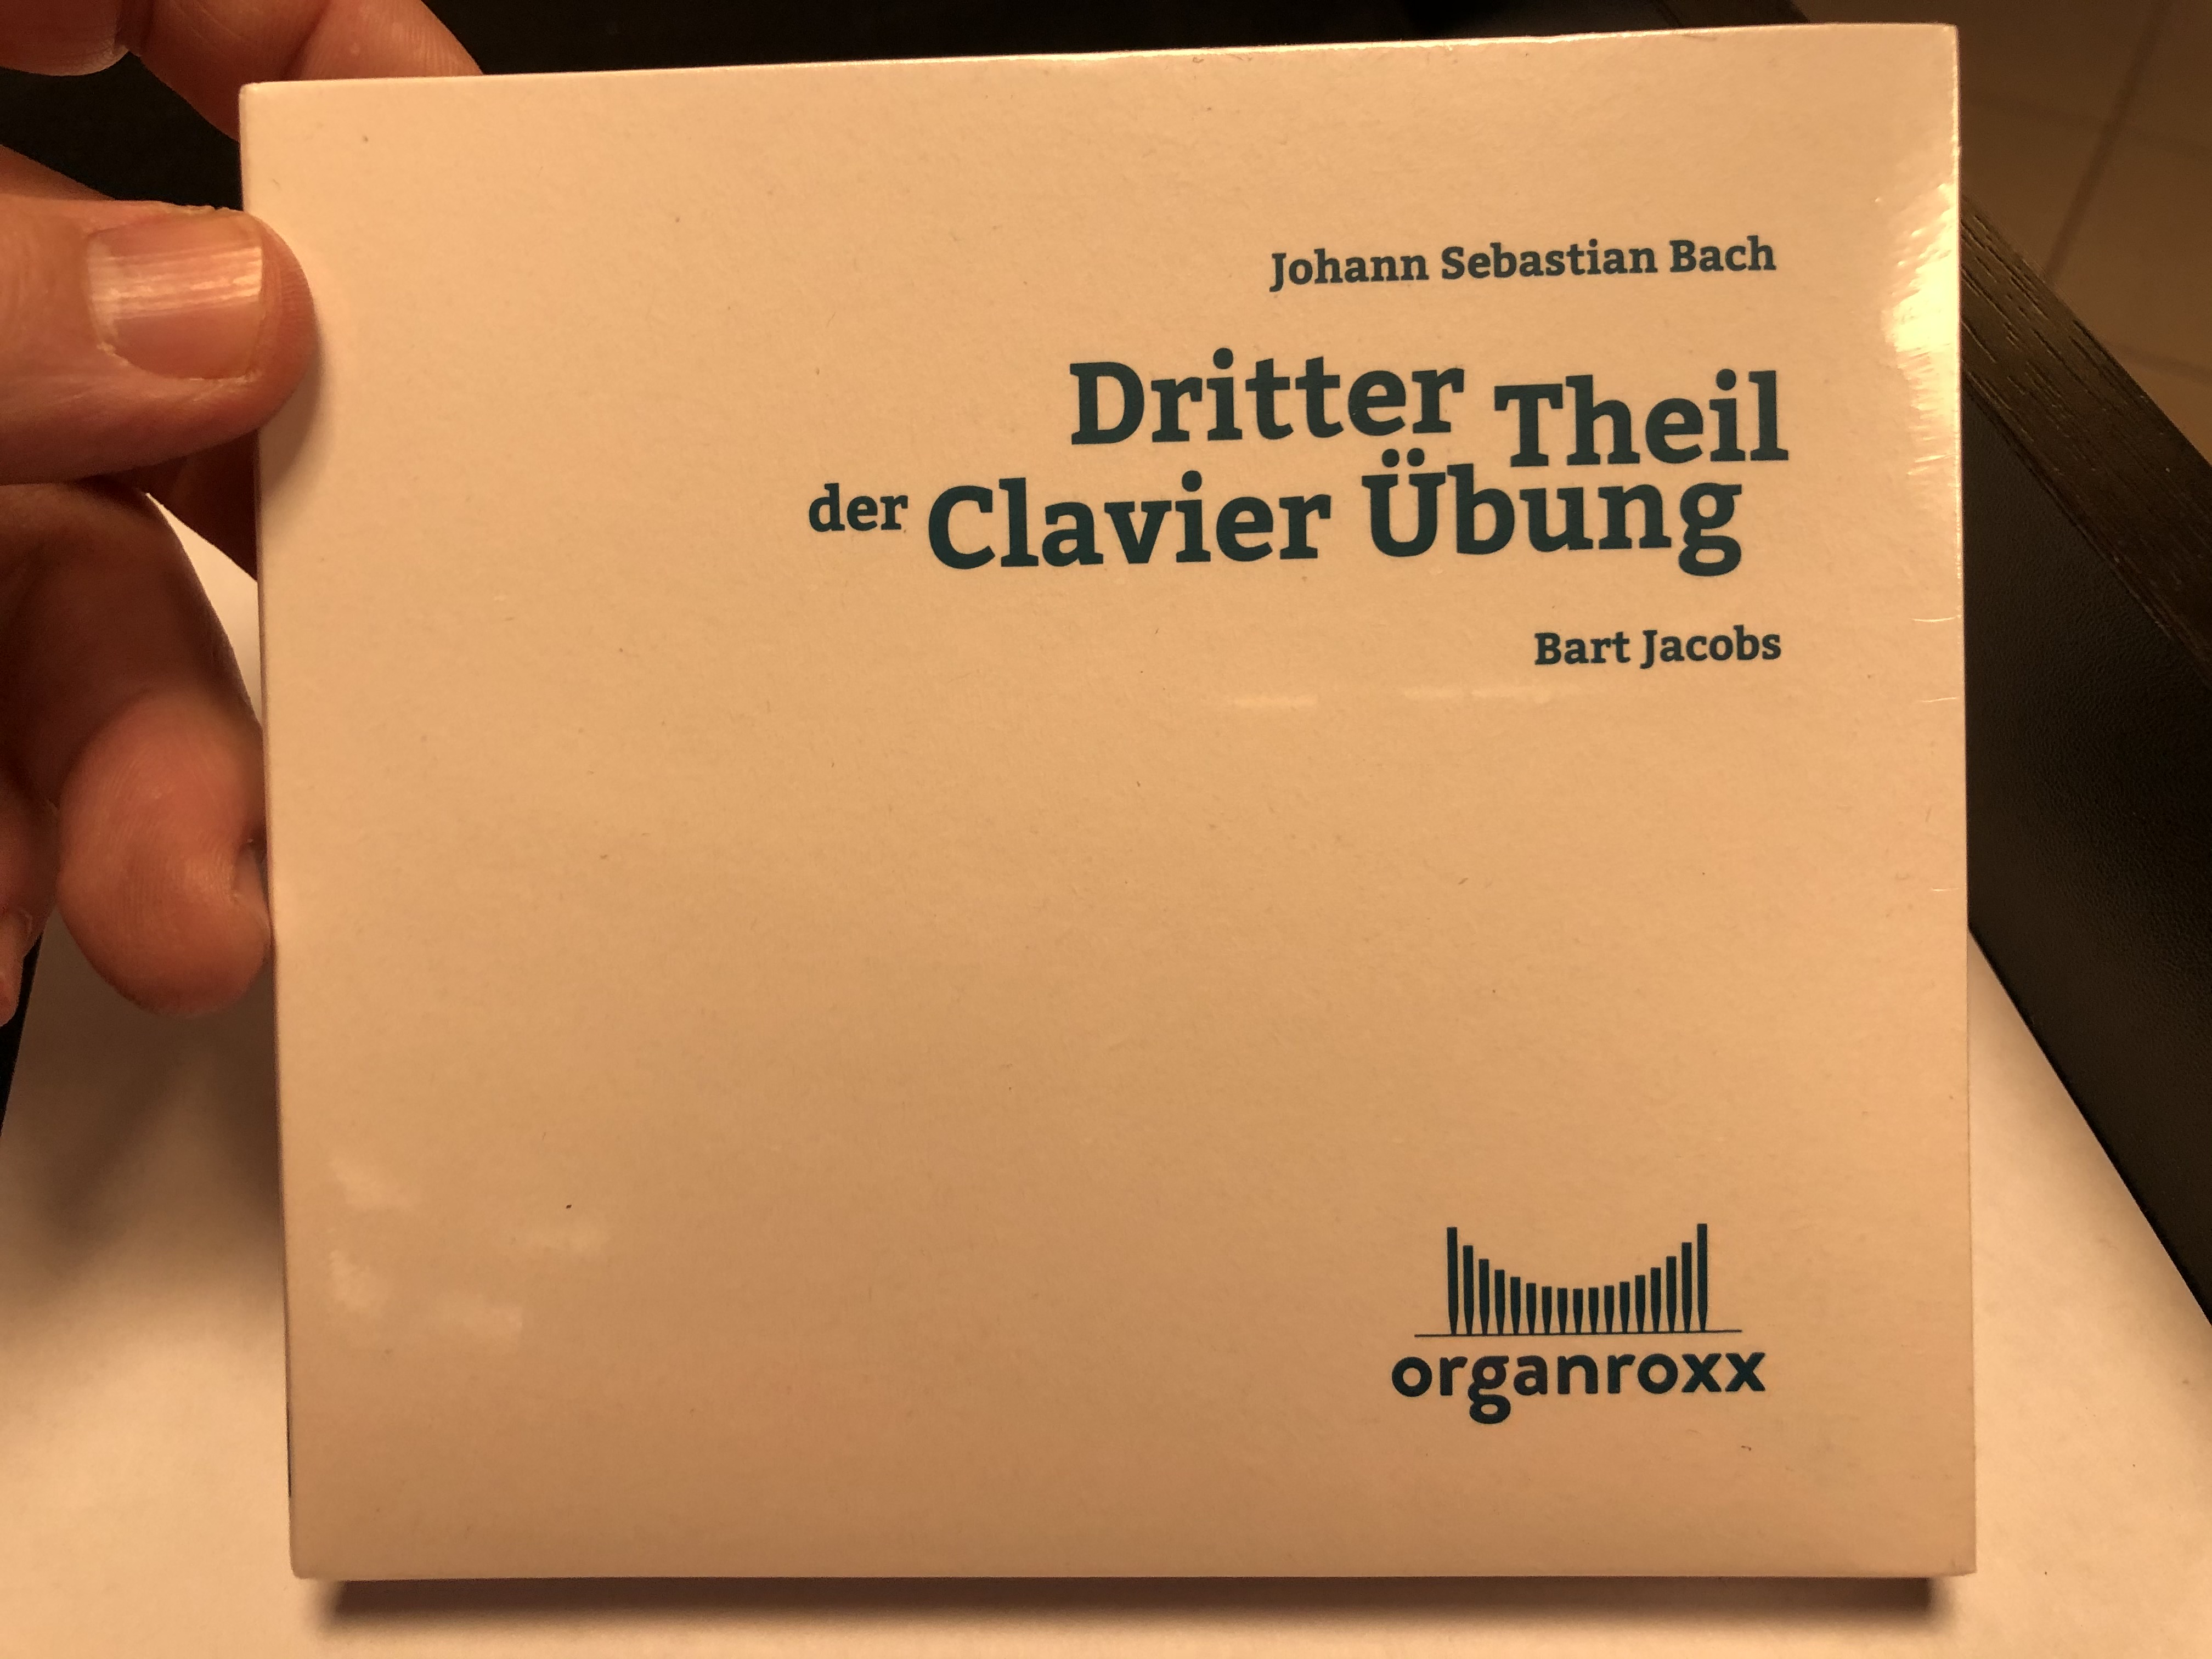 Johann Sebastian Bach
Dritter Theil
der Clavier Übung
Bart Jacobs
organroxx